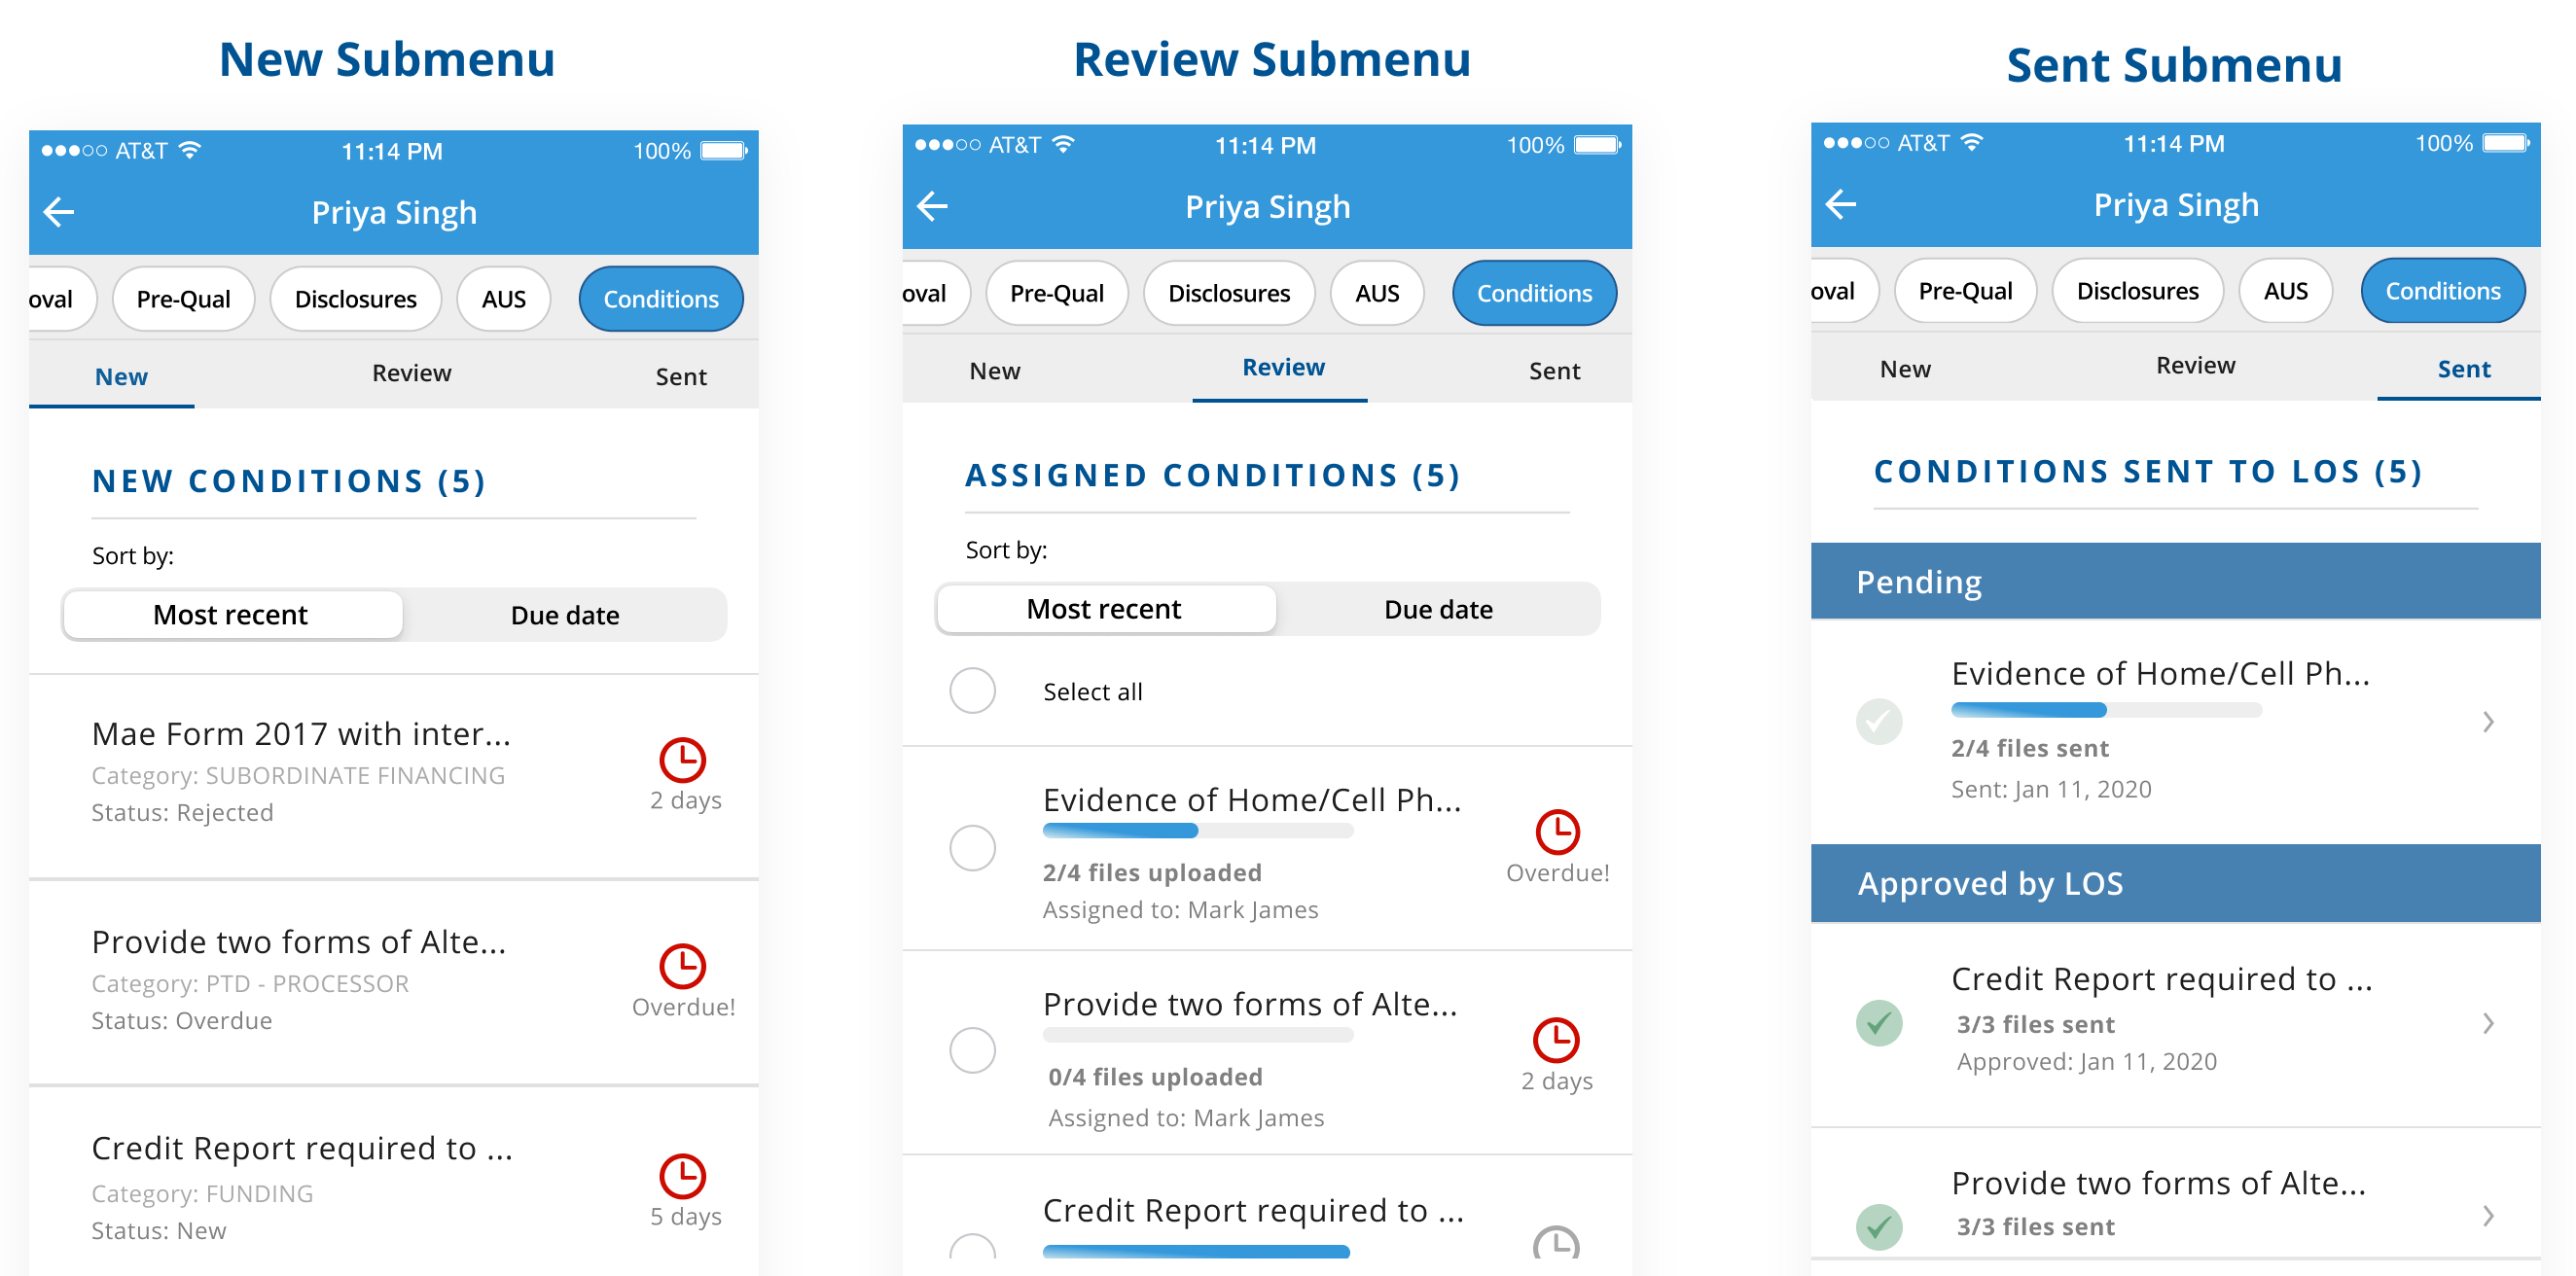 New Submenu
AT&T 11:14 PM 100%
Priya Singh
oval Pre-Qual Disclosures AUS Conditions
New Review Sent
NEW CONDITIONS (5)
Sort by:
Most recent Due date
Mae Form 2017 with inter...
Category: SUBORDINATE FINANCING
Status: Rejected
2 days
Provide two forms of Alte...
Category: PTD - PROCESSOR
Status: Overdue
Overdue!
Credit Report required to ...
Category: FUNDING
Status: New
5 days
Review Submenu
AT&T 11:14 PM 100%
Priya Singh
oval Pre-Qual Disclosures AUS Conditions
New Review Sent
ASSIGNED CONDITIONS (5)
Sort by:
Most recent Due date
Select all
Evidence of Home/Cell Ph...
2/4 files uploaded
Assigned to: Mark James
Overdue!
Provide two forms of Alte...
0/4 files uploaded
Assigned to: Mark James
2 days
Credit Report required to ...
Sent Submenu
AT&T 11:14 PM 100%
Priya Singh
oval Pre-Qual Disclosures AUS Conditions
New Review Sent
CONDITIONS SENT TO LOS (5)
Pending
Evidence of Home/Cell Ph...
2/4 files sent
Sent: Jan 11, 2020
Approved by LOS
Credit Report required to ...
3/3 files sent
Approved: Jan 11, 2020
Provide two forms of Alte...
3/3 files sent